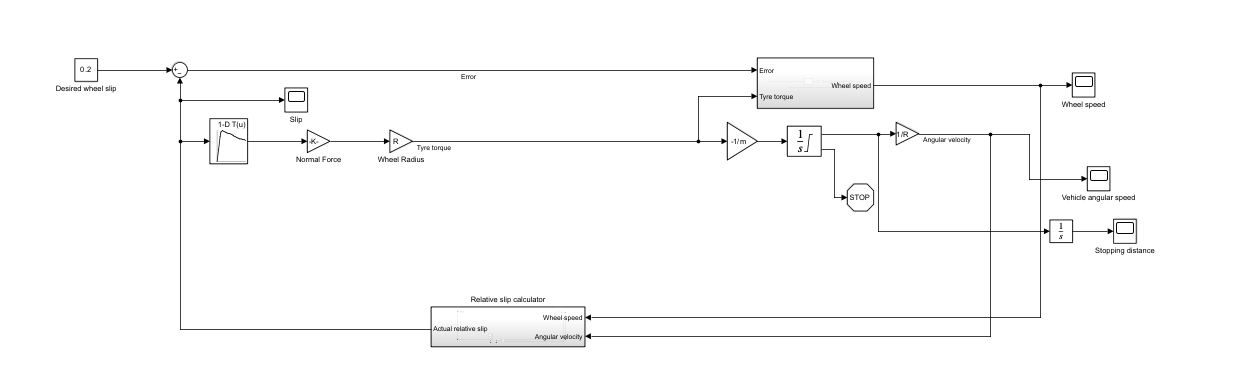 0.2
Desired wheel slip
+
−
Error
Slip
1-D T(u)
-K-
Normal Force
R
Wheel Radius
Tyre torque
Error
Tyre torque
Wheel speed
Wheel speed
-1/m
1
s
1/R
Angular velocity
STOP
Vehicle angular speed
1
s
Stopping distance
Relative slip calculator
Wheel speed
Actual relative slip
Angular velocity